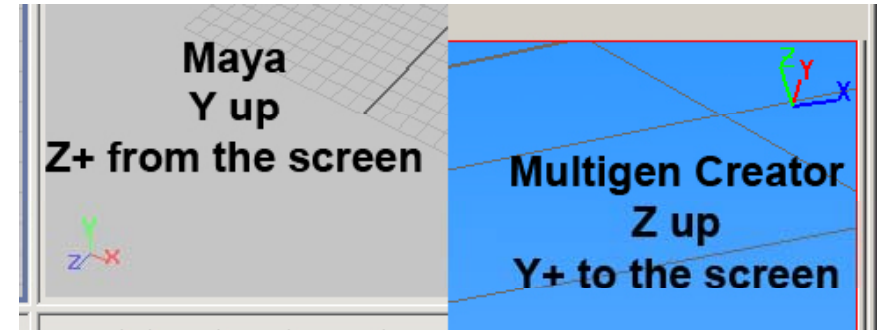 Maya
Y up
Z+ from the screen
Y
Z X
Z
Y
X
Multigen Creator
Z up
Y+ to the screen